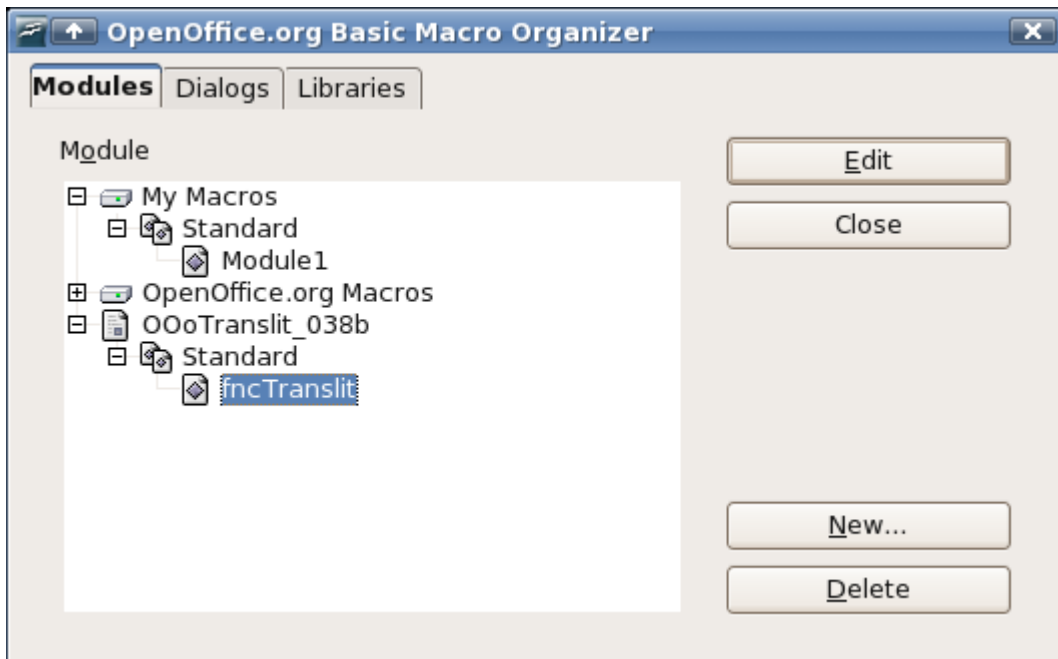 OpenOffice.org Basic Macro Organizer
Modules Dialogs Libraries
Module
My Macros
Standard
Module1
OpenOffice.org Macros
OOoTranslit_038b
Standard
fncTranslit
Edit
Close
New...
Delete